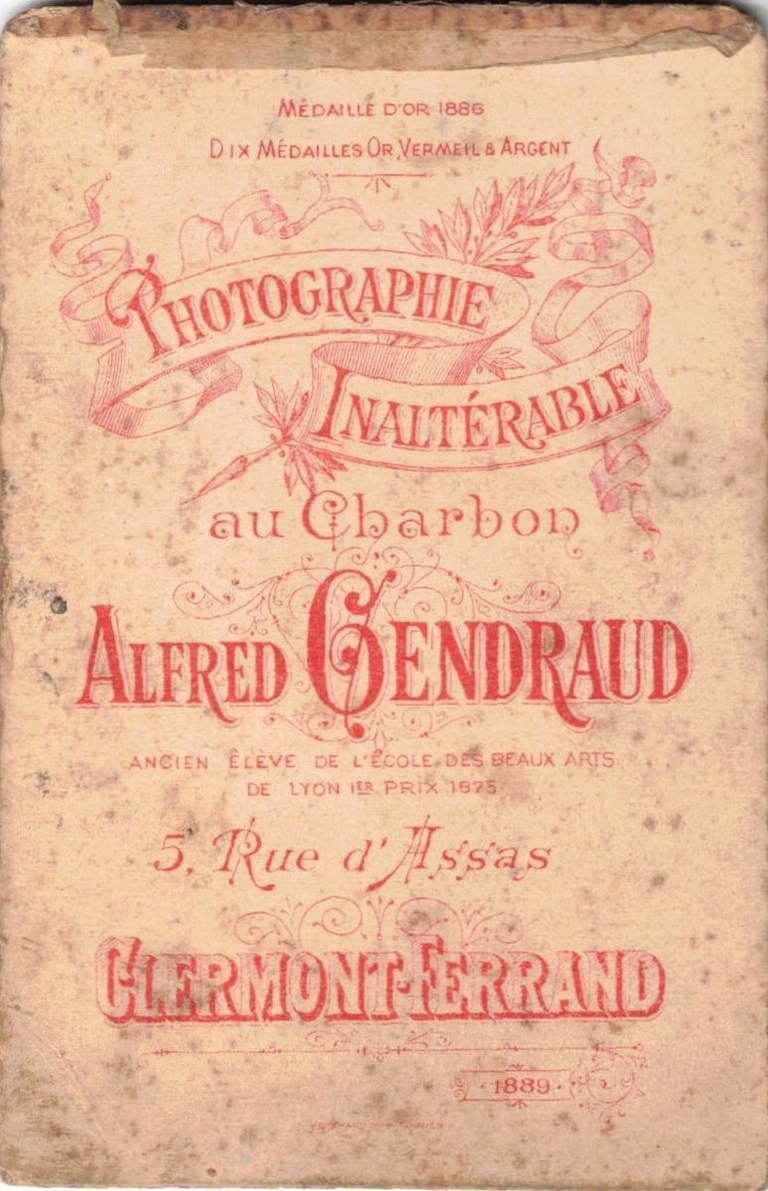 MÉDAILLE D'OR 1886
DIX MÉDAILLES OR, VERMEIL & ARGENT
PHOTOGRAPHIE
INALTÉRABLE
au Charbon
ALFRED GENDRAUD
ANCIEN ÉLÈVE DE L'ÉCOLE DES BEAUX ARTS
DE LYON 1ER PRIX 1875
5, Rue d'Assas
CLERMONT-FERRAND
1889